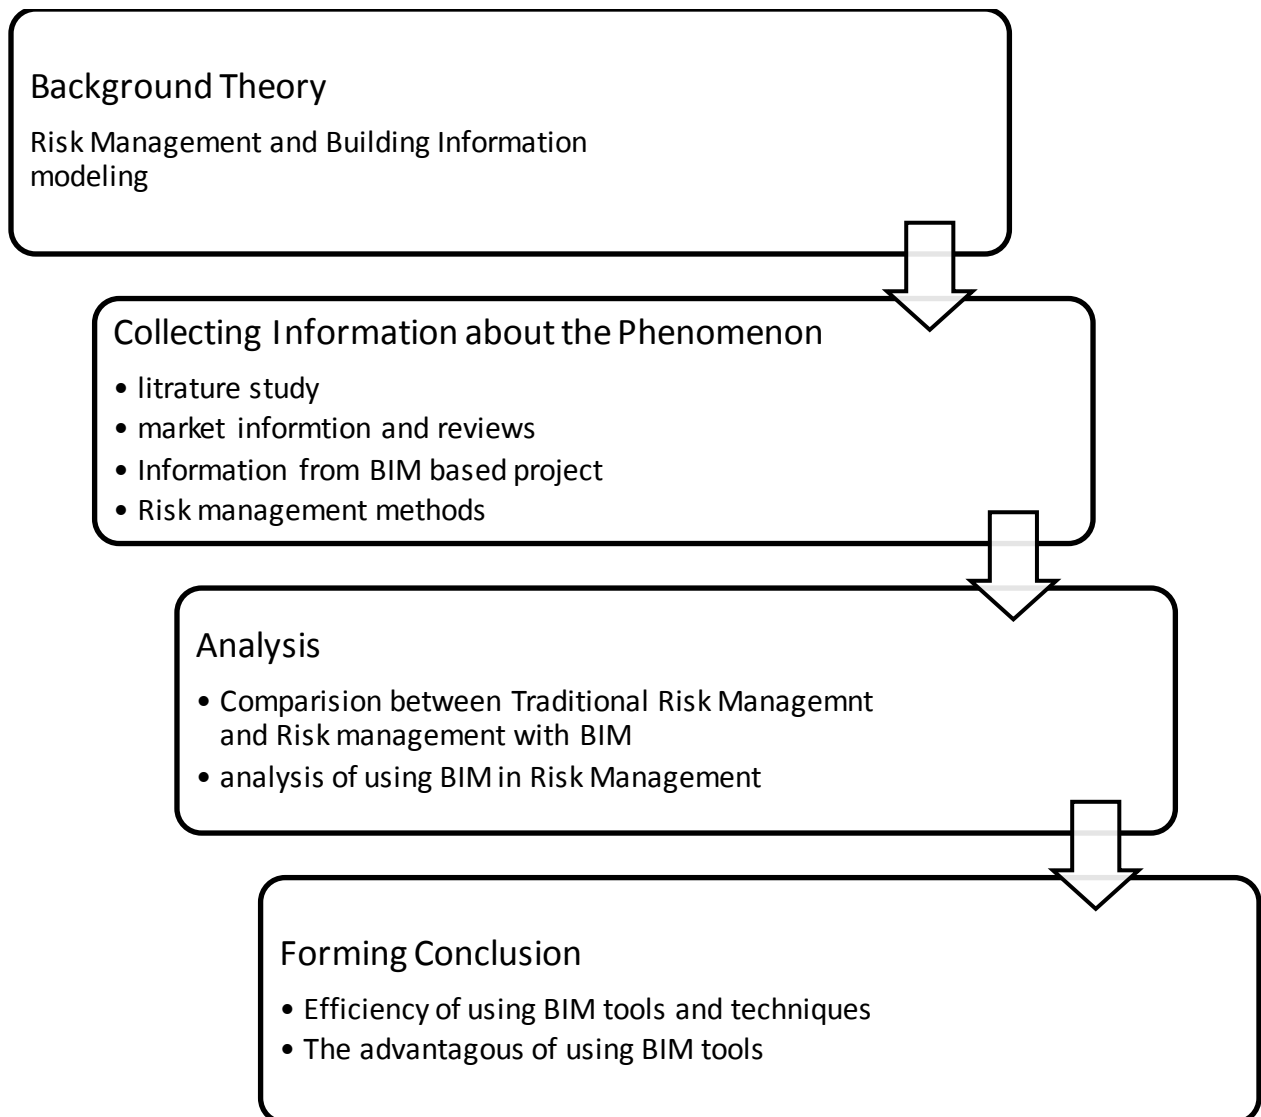 Background Theory
Risk Management and Building Information
modeling
Collecting Information about the Phenomenon
• litrature study
• market informtion and reviews
• Information from BIM based project
• Risk management methods
Analysis
• Comparision between Traditional Risk Managemnt
and Risk management with BIM
• analysis of using BIM in Risk Management
Forming Conclusion
• Efficiency of using BIM tools and techniques
• The advantagous of using BIM tools